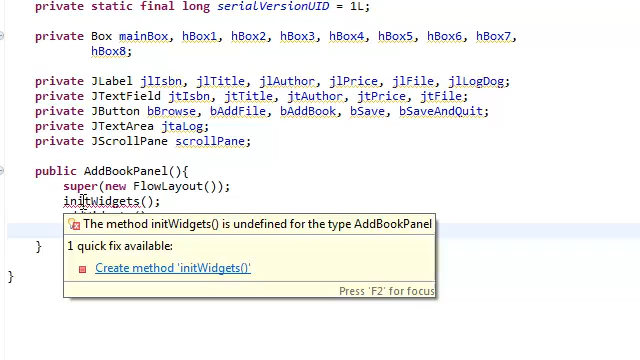 private static final long serialVersionUID = 1L;
private Box mainBox, hBox1, hBox2, hBox3, hBox4, hBox5, hBox6, hBox7,
hBox8;
private JLabel jlIsbn, jlTitle, jlAuthor, jlPrice, jlFile, jlLogDog;
private JTextField jtIsbn, jtTitle, jtAuthor, jtPrice, jtFile;
private JButton bBrowse, bAddFile, bAddBook, bSave, bSaveAndQuit;
private JTextArea jtaLog;
private JScrollPane scrollPane;
public AddBookPanel(){
super(new FlowLayout());
initWidgets();
The method initWidgets() is undefined for the type AddBookPanel
1 quick fix available:
Create method 'initWidgets()'
Press 'F2' for focus
}
}